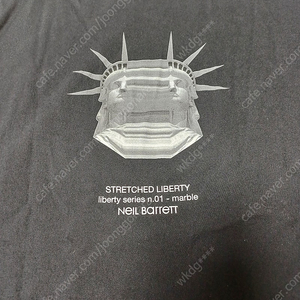 STRETCHED LIBERTY
liberty series n.01 - marble
NEIL BARRETT